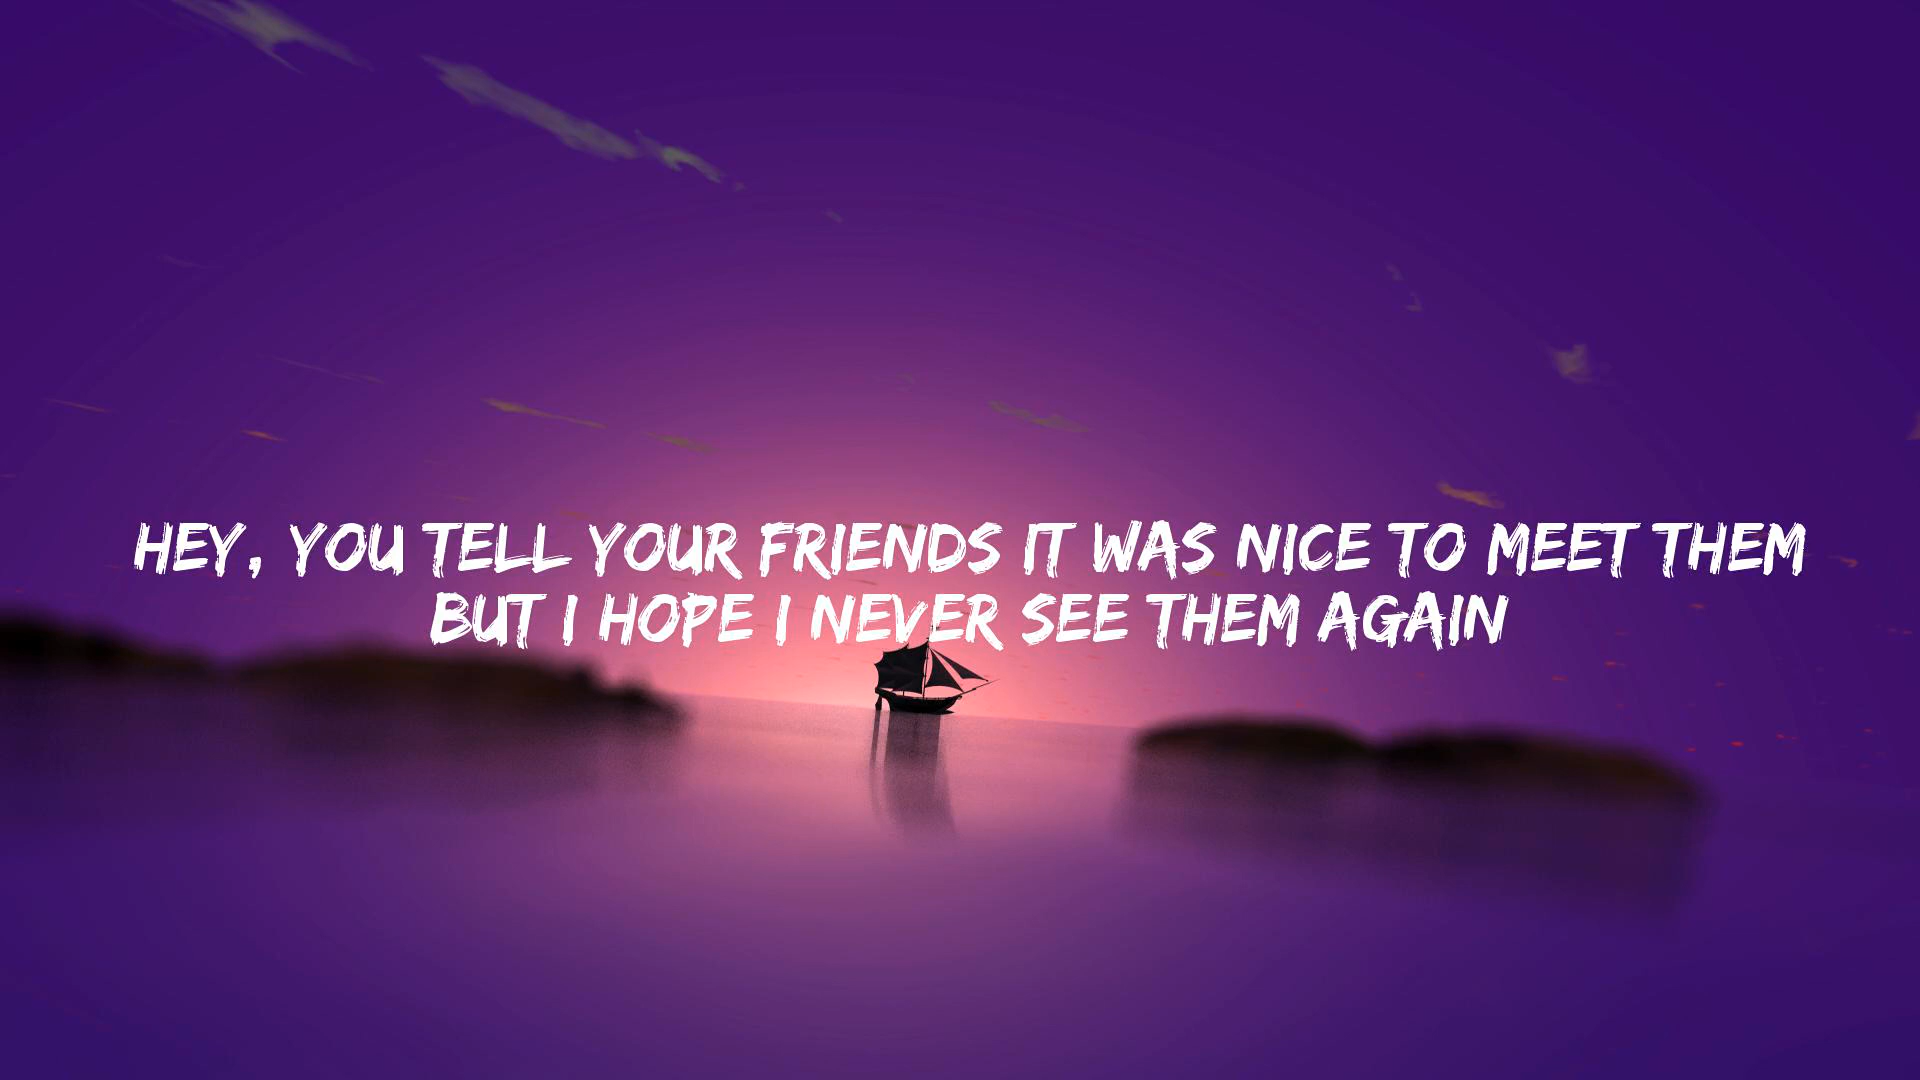 HEY, YOU TELL YOUR FRIENDS IT WAS NICE TO MEET THEM
BUT I HOPE I NEVER SEE THEM AGAIN